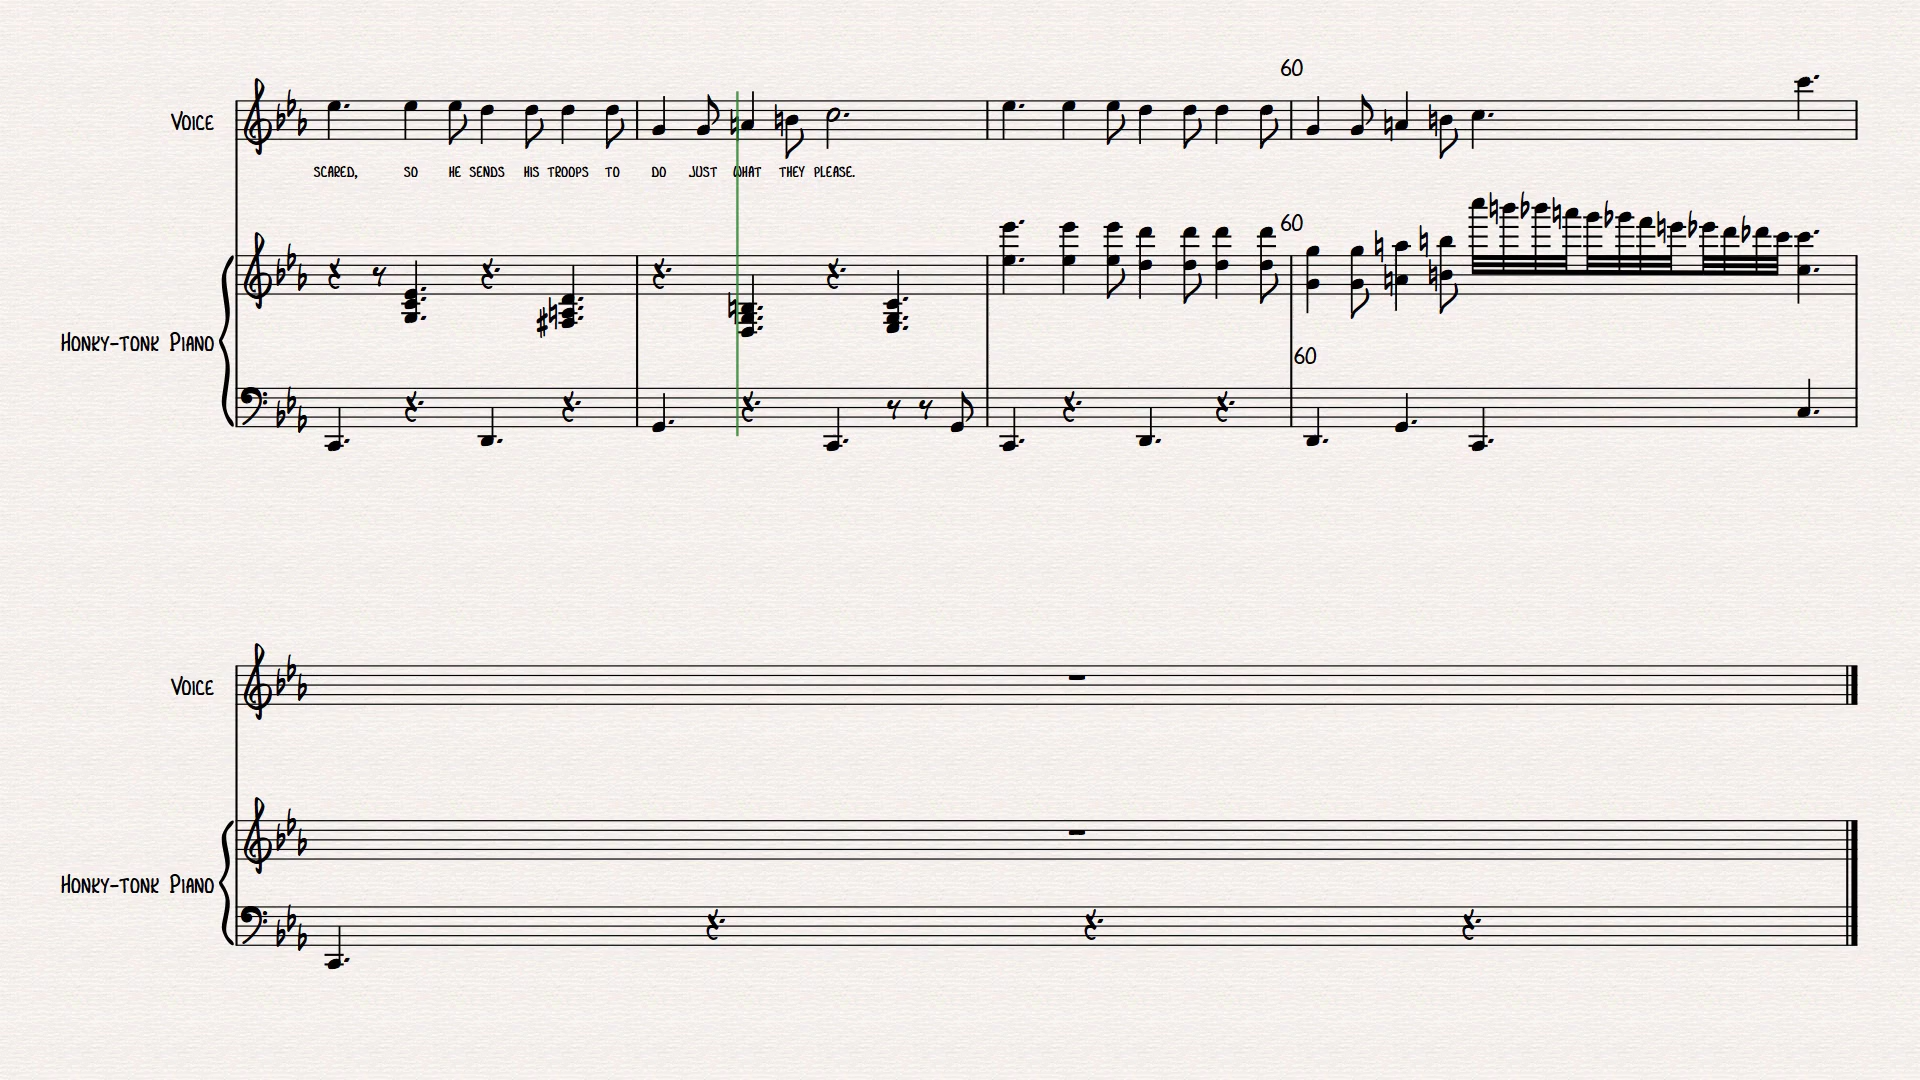 60
VOICE
SCARED, SO HE SENDS HIS TROOPS TO DO JUST WHAT THEY PLEASE.
60
HONKY-TONK PIANO
60
VOICE
HONKY-TONK PIANO